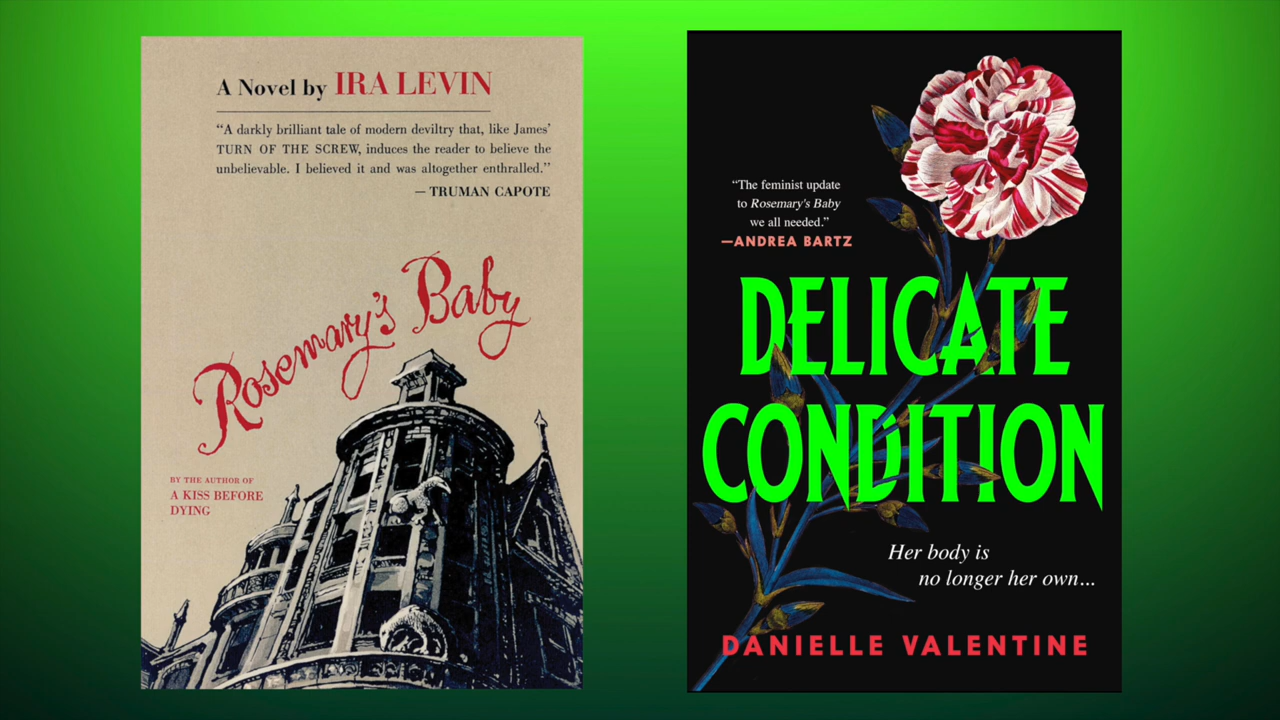 A Novel by IRA LEVIN
“A darkly brilliant tale of modern deviltry that, like James’
TURN OF THE SCREW, induces the reader to believe the
unbelievable. I believed it and was altogether enthralled.”
— TRUMAN CAPOTE
Rosemary's Baby
BY THE AUTHOR OF
A KISS BEFORE
DYING
“The feminist update
to Rosemary's Baby
we all needed.”
—ANDREA BARTZ
DELICATE
CONDITION
Her body is
no longer her own...
DANIELLE VALENTINE